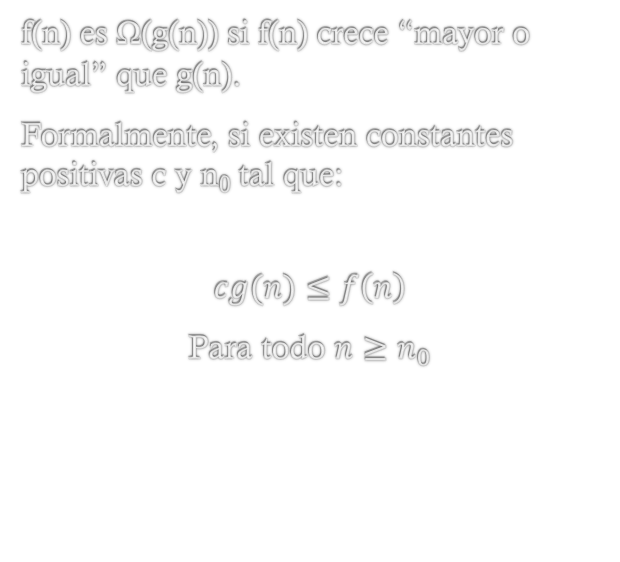 f(n) es Ω(g(n)) si f(n) crece “mayor o
igual” que g(n).
Formalmente, si existen constantes
positivas c y n₀ tal que:
cg(n) ≤ f(n)
Para todo n ≥ n₀